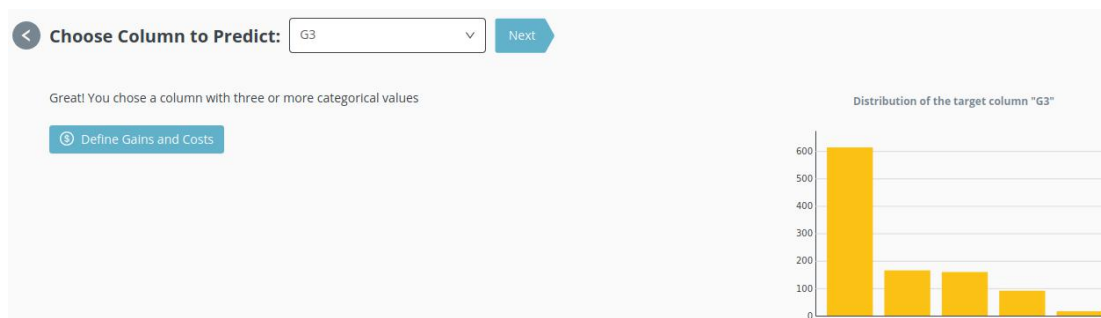 Choose Column to Predict: G3 Next
Great! You chose a column with three or more categorical values
Define Gains and Costs
Distribution of the target column "G3"
600
500
400
300
200
100
0